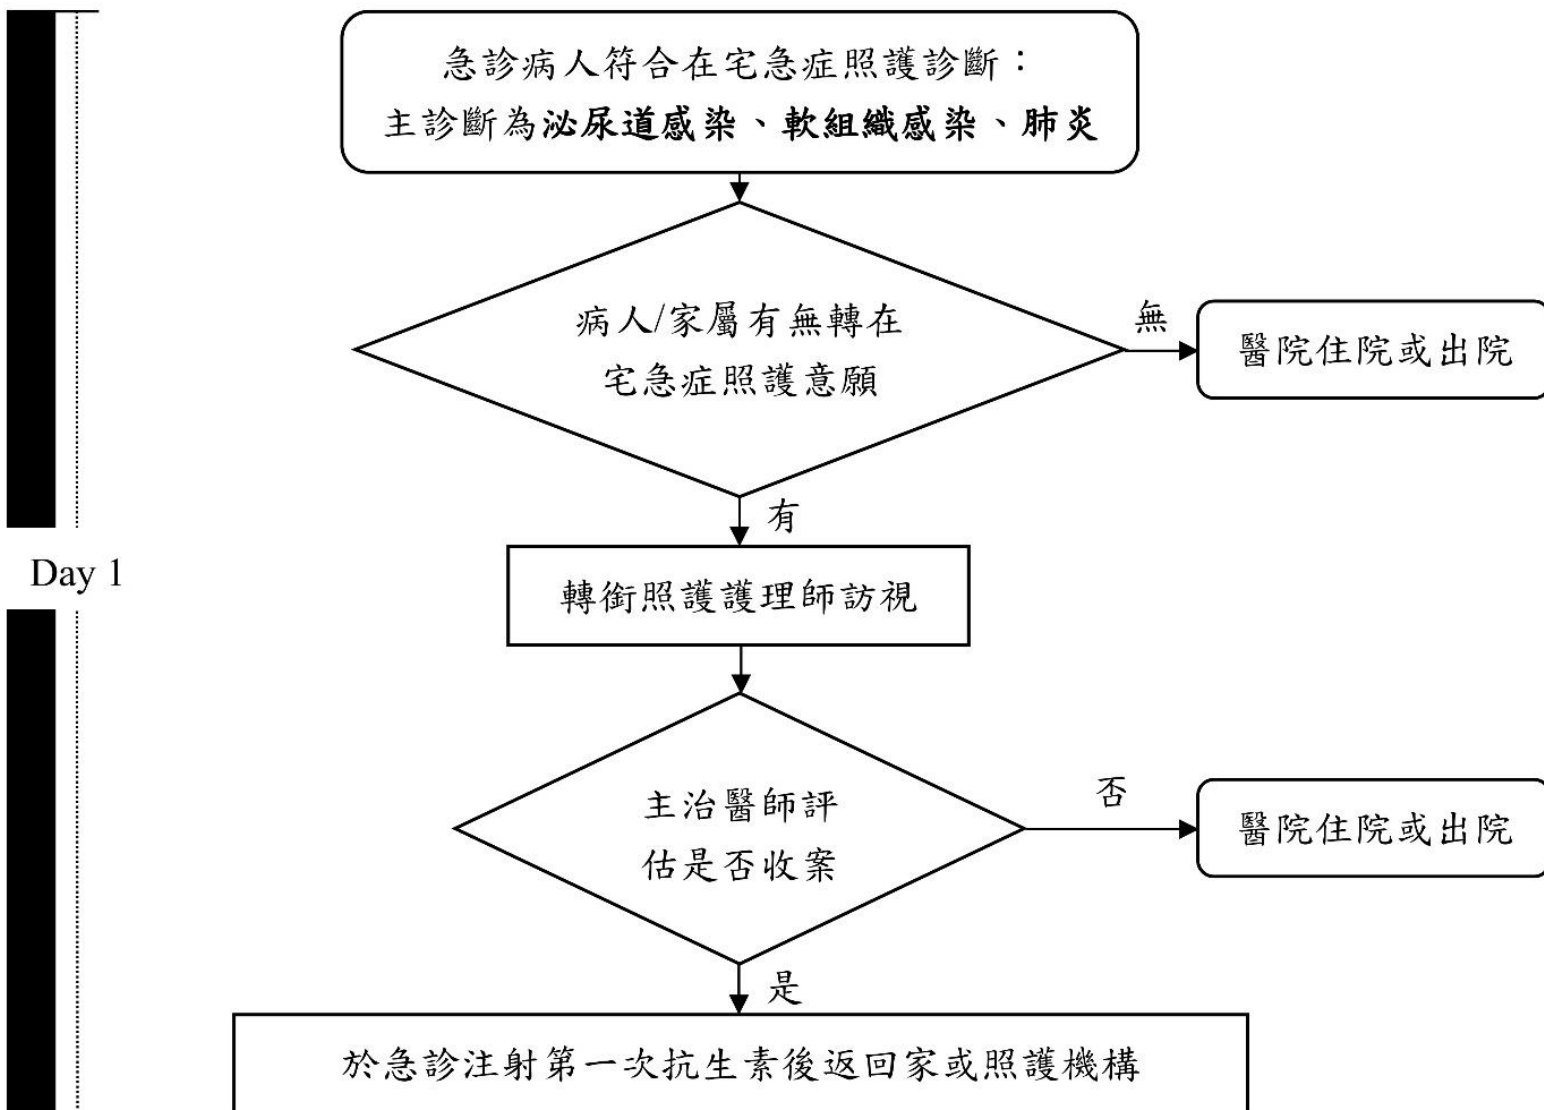 急診病人符合在宅急症照護診斷：
主診斷為泌尿道感染、軟組織感染、肺炎
病人/家屬有無轉在
宅急症照護意願
無
醫院住院或出院
有
Day 1
轉銜照護護理師訪視
主治醫師評
估是否收案
否
醫院住院或出院
是
於急診注射第一次抗生素後返回家或照護機構